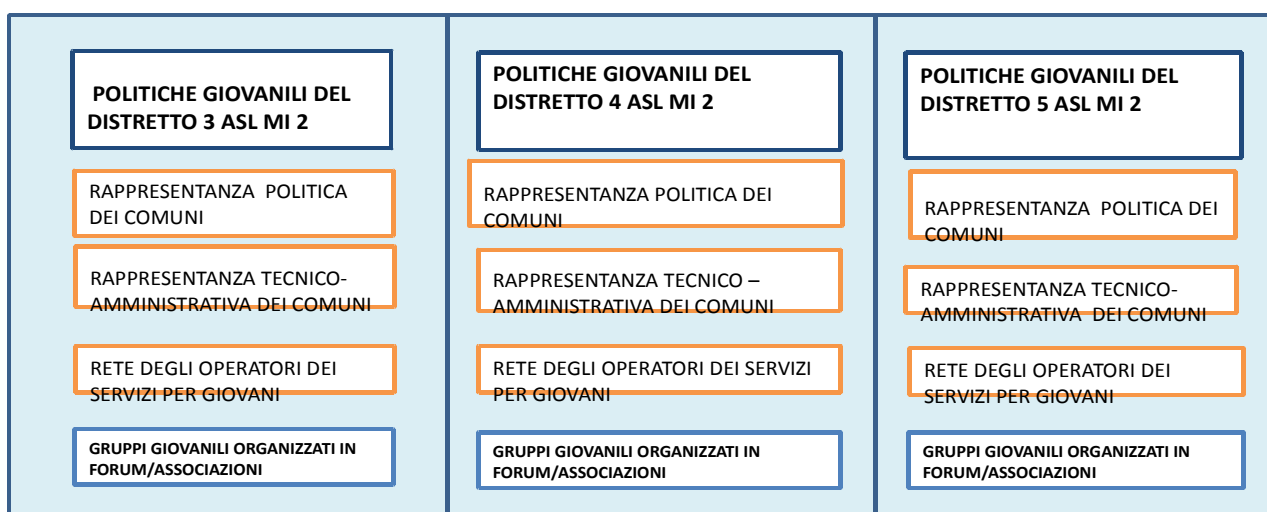 POLITICHE GIOVANILI DEL
DISTRETTO 3 ASL MI 2
RAPPRESENTANZA POLITICA
DEI COMUNI
RAPPRESENTANZA TECNICO-
AMMINISTRATIVA DEI COMUNI
RETE DEGLI OPERATORI DEI
SERVIZI PER GIOVANI
GRUPPI GIOVANILI ORGANIZZATI IN
FORUM/ASSOCIAZIONI
POLITICHE GIOVANILI DEL
DISTRETTO 4 ASL MI 2
RAPPRESENTANZA POLITICA DEI
COMUNI
RAPPRESENTANZA TECNICO –
AMMINISTRATIVA DEI COMUNI
RETE DEGLI OPERATORI DEI SERVIZI
PER GIOVANI
GRUPPI GIOVANILI ORGANIZZATI IN
FORUM/ASSOCIAZIONI
POLITICHE GIOVANILI DEL
DISTRETTO 5 ASL MI 2
RAPPRESENTANZA POLITICA DEI
COMUNI
RAPPRESENTANZA TECNICO-
AMMINISTRATIVA DEI COMUNI
RETE DEGLI OPERATORI DEI
SERVIZI PER GIOVANI
GRUPPI GIOVANILI ORGANIZZATI IN
FORUM/ASSOCIAZIONI